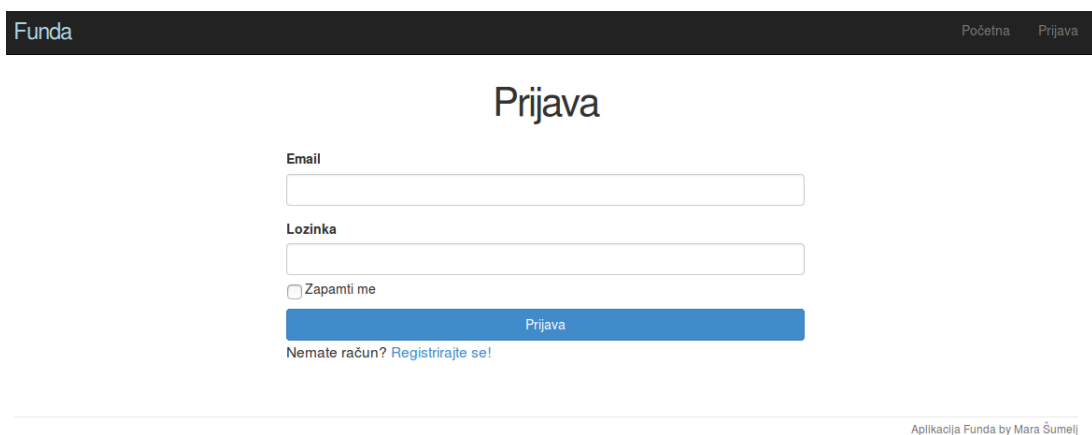 Funda
Početna Prijava
Prijava
Email
Lozinka
Zapamti me
Prijava
Nemate račun? Registrirajte se!
Aplikacija Funda by Mara Šumelj